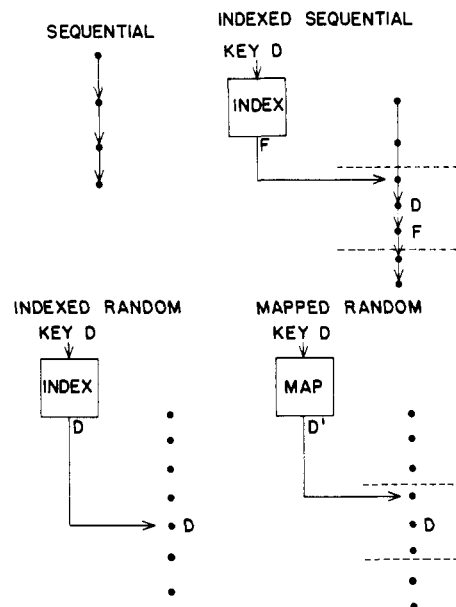 SEQUENTIAL
INDEXED SEQUENTIAL
KEY D
INDEX
F
D
F
INDEXED RANDOM
KEY D
INDEX
D
D
MAPPED RANDOM
KEY D
MAP
D'
D